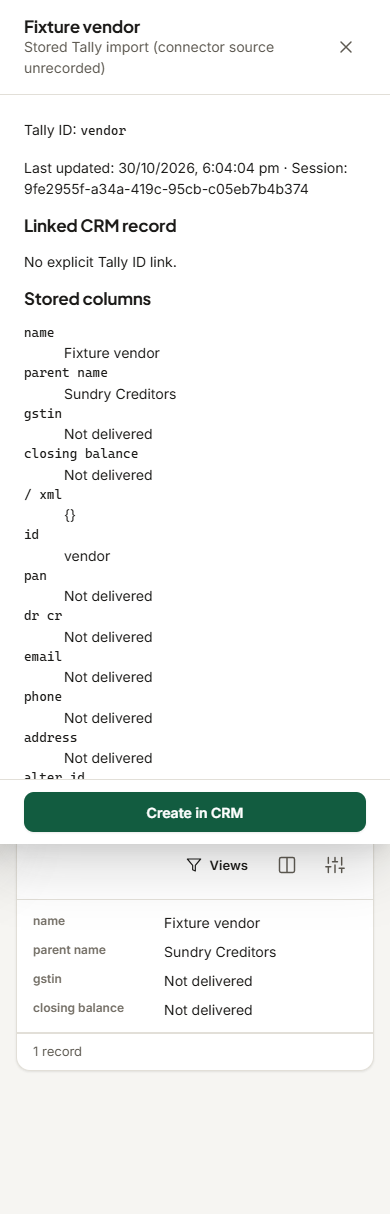 Fixture vendor
Stored Tally import (connector source
unrecorded)
Tally ID: vendor
Last updated: 30/10/2026, 6:04:04 pm · Session:
9fe2955f-a34a-419c-95cb-c05eb7b4b374
Linked CRM record
No explicit Tally ID link.
Stored columns
name
Fixture vendor
parent name
Sundry Creditors
gstin
Not delivered
closing balance
Not delivered
/ xml
{}
id
vendor
pan
Not delivered
dr cr
Not delivered
email
Not delivered
phone
Not delivered
address
Not delivered
alter id
Create in CRM
Views
name Fixture vendor
parent name Sundry Creditors
gstin Not delivered
closing balance Not delivered
1 record